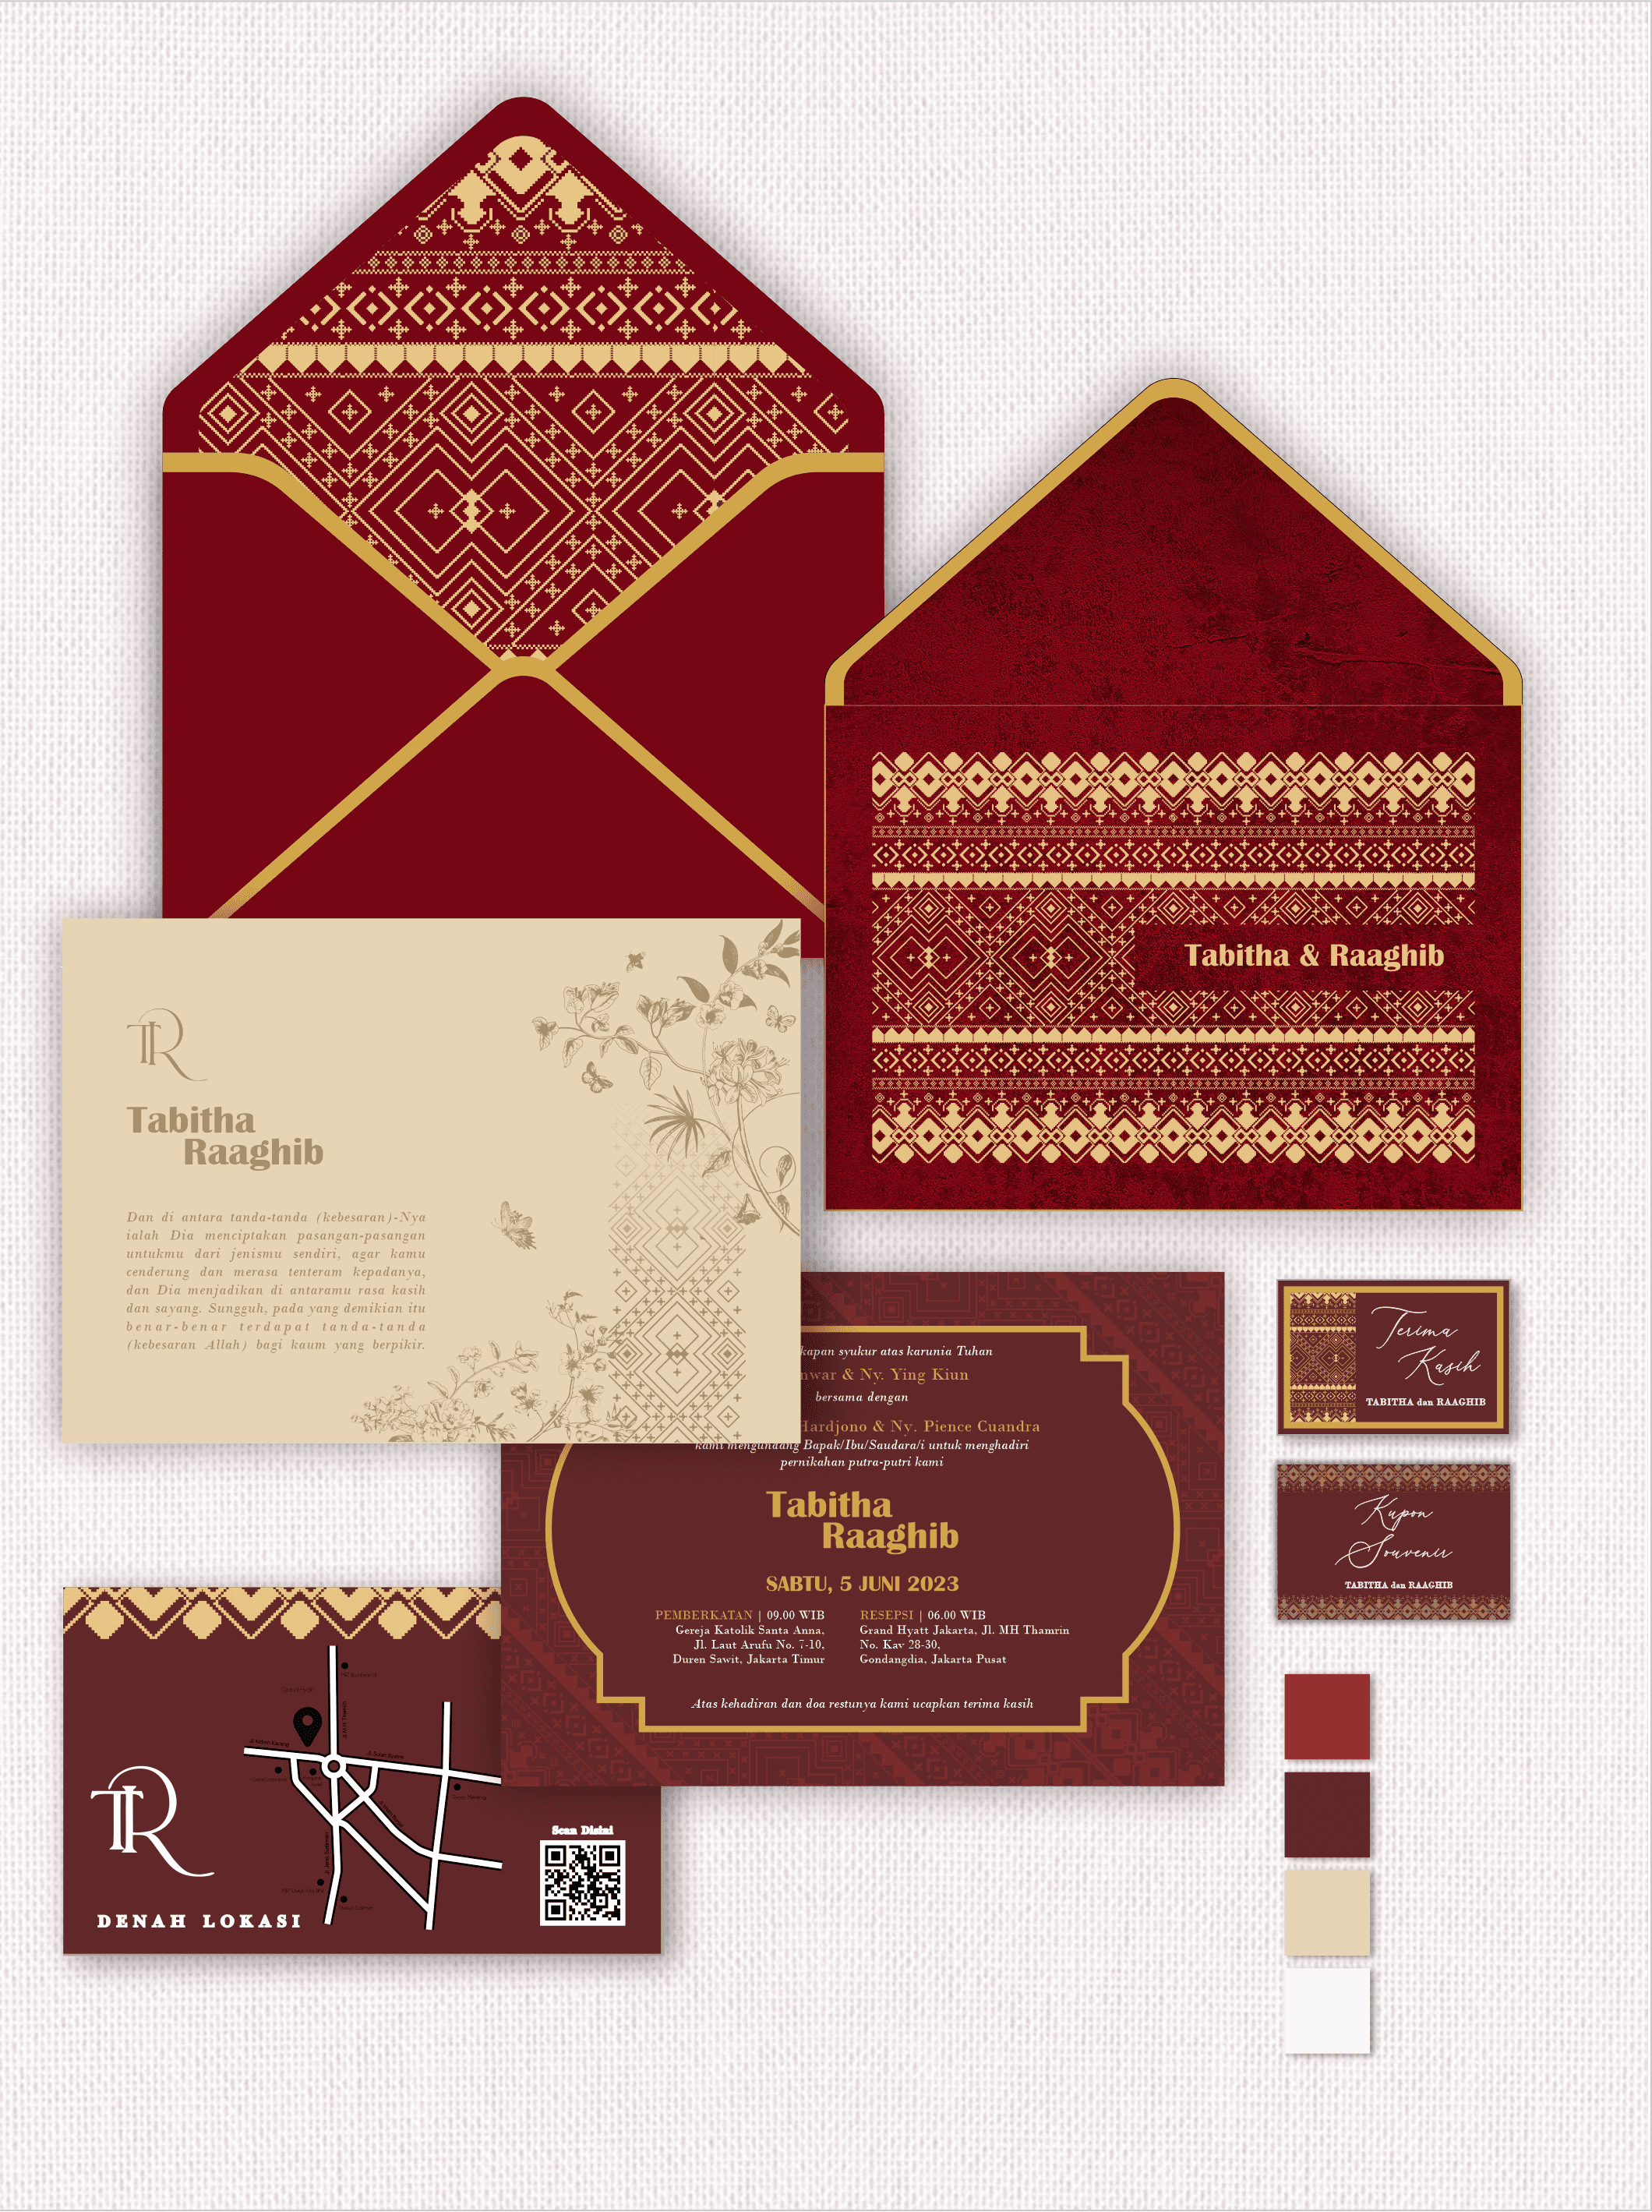 Tabitha & Raaghib
TR
Tabitha
Raaghib
Dan di antara tanda-tanda (kebesaran)-Nya
ialah Dia menciptakan pasangan-pasangan
untukmu dari jenismu sendiri, agar kamu
cenderung dan merasa tenteram kepadanya,
dan Dia menjadikan di antaramu rasa kasih
dan sayang. Sungguh, pada yang demikian itu
benar-benar terdapat tanda-tanda
(kebesaran Allah) bagi kaum yang berpikir.
kapan syukur atas karunia Tuhan
nwar & Ny. Ying Kiun
bersama dengan
Hardjono & Ny. Pience Cuandra
kami mengundang Bapak/Ibu/Saudara/i untuk menghadiri
pernikahan putra-putri kami
Tabitha
Raaghib
SABTU, 5 JUNI 2023
PEMBERKATAN | 09.00 WIB
Gereja Katolik Santa Anna,
Jl. Laut Arufu No. 7-10,
Duren Sawit, Jakarta Timur
RESEPSI | 06.00 WIB
Grand Hyatt Jakarta, Jl. MH Thamrin
No. Kav 28-30,
Gondangdia, Jakarta Pusat
Atas kehadiran dan doa restunya kami ucapkan terima kasih
Terima
Kasih
TABITHA dan RAAGHIB
Kupon
Souvenir
TABITHA dan RAAGHIB
TR
DENAH LOKASI
Scan Disini